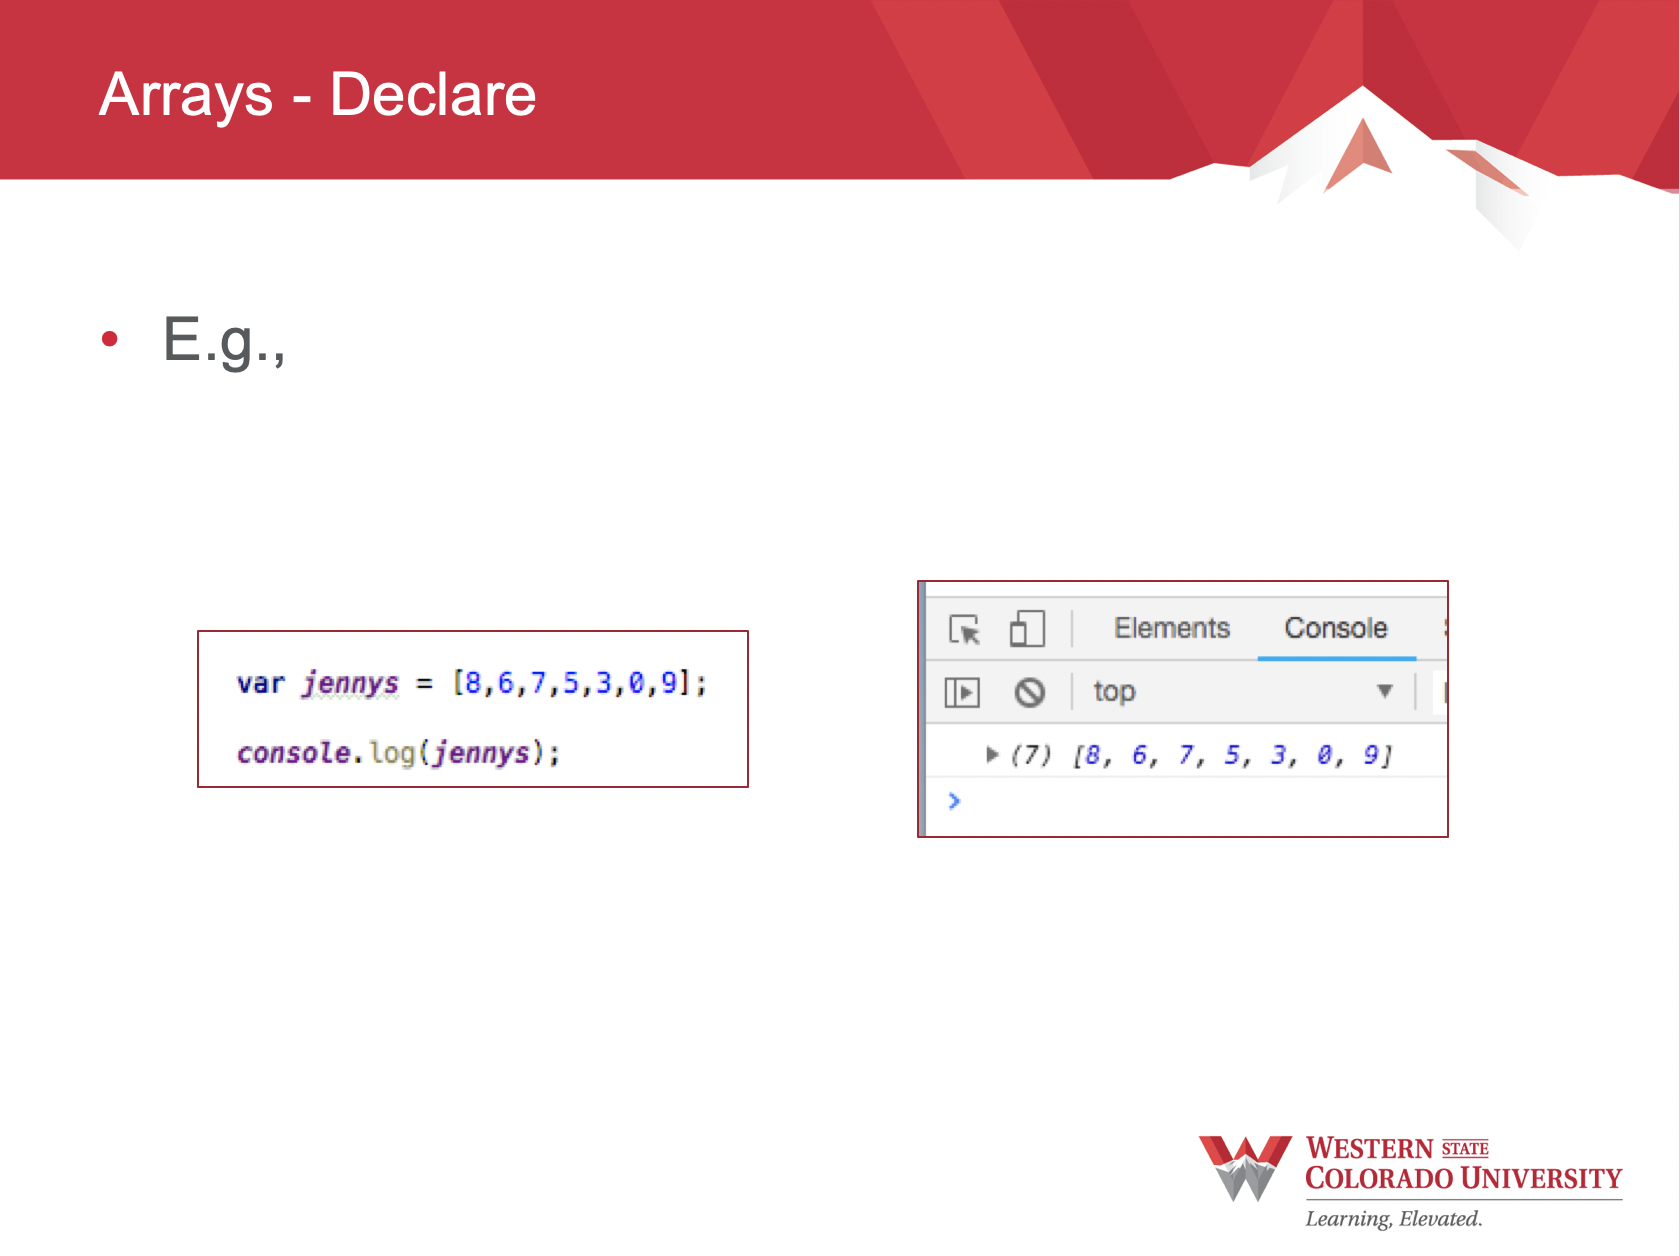 Arrays - Declare
• E.g.,
var jennys = [8,6,7,5,3,0,9];
console.log(jennys);
Elements Console
top
(7) [8, 6, 7, 5, 3, 0, 9]
WESTERN STATE
COLORADO UNIVERSITY
Learning, Elevated.